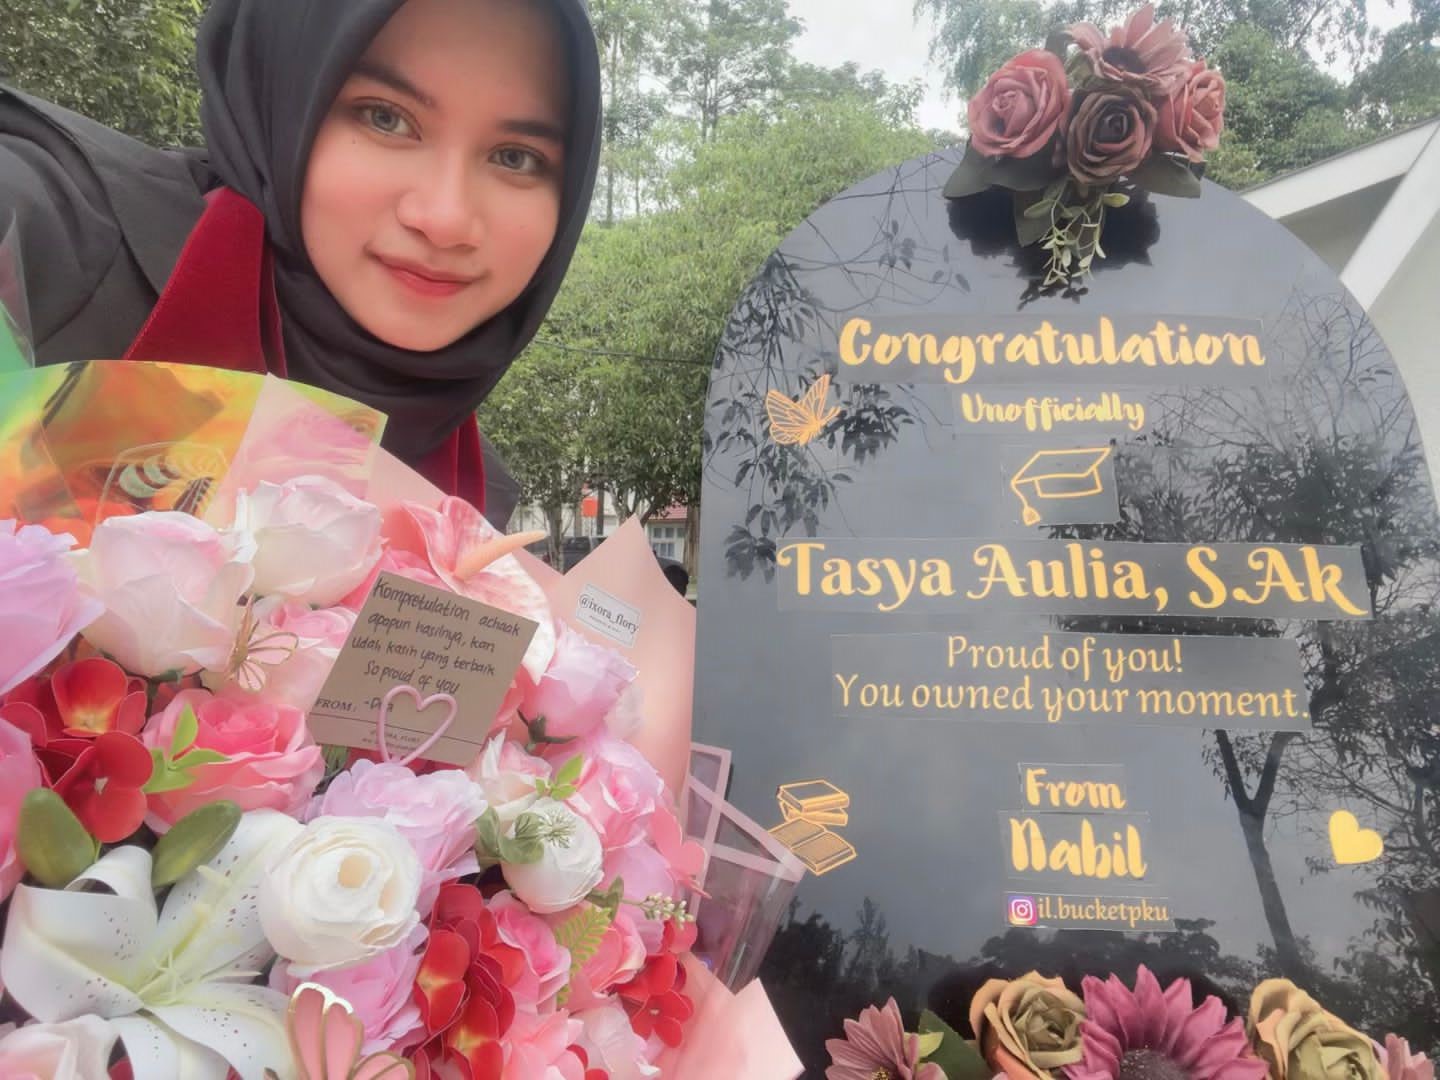 Congratulation
Unofficially
Tasya Aulia, S.Ak
Proud of you!
You owned your moment.
From
Nabil
il.bucketpku
@ixora_flory
Kompretulation achaak
apapun hasilnya, kan
udah kasih yang terbaik
So proud of you
FROM: